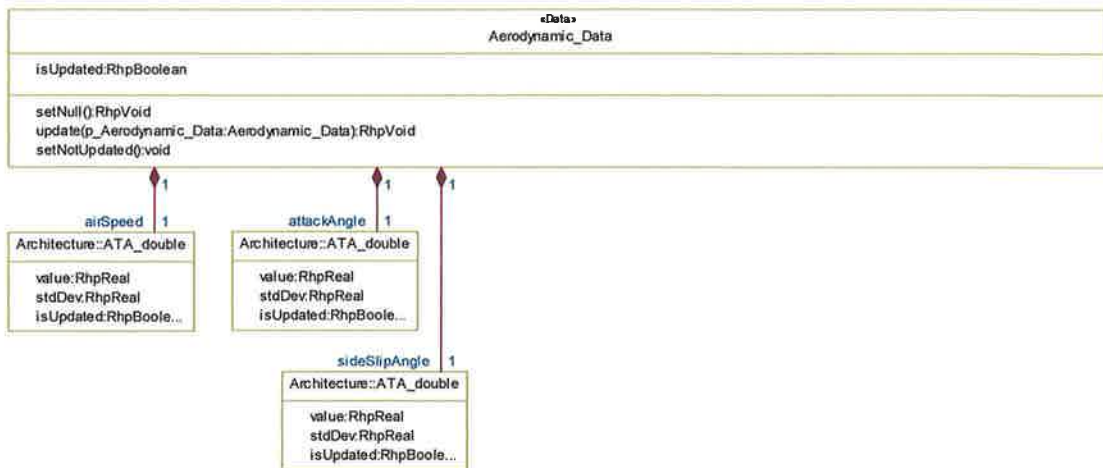 «Data»
Aerodynamic_Data
isUpdated:RhpBoolean
setNull():RhpVoid
update(p_Aerodynamic_Data:Aerodynamic_Data):RhpVoid
setNotUpdated():void
1
1
1
airSpeed 1
attackAngle 1
Architecture::ATA_double
value:RhpReal
stdDev:RhpReal
isUpdated:RhpBoole...
Architecture::ATA_double
value:RhpReal
stdDev:RhpReal
isUpdated:RhpBoole...
sideSlipAngle 1
Architecture::ATA_double
value:RhpReal
stdDev:RhpReal
isUpdated:RhpBoole...